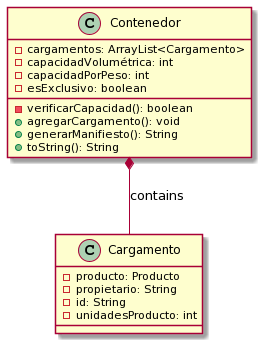 C Contenedor
cargamentos: ArrayList<Cargamento>
capacidadVolumétrica: int
capacidadPorPeso: int
esExclusivo: boolean
verificarCapacidad(): boolean
agregarCargamento(): void
generarManifiesto(): String
toString(): String
contains
C Cargamento
producto: Producto
propietario: String
id: String
unidadesProducto: int